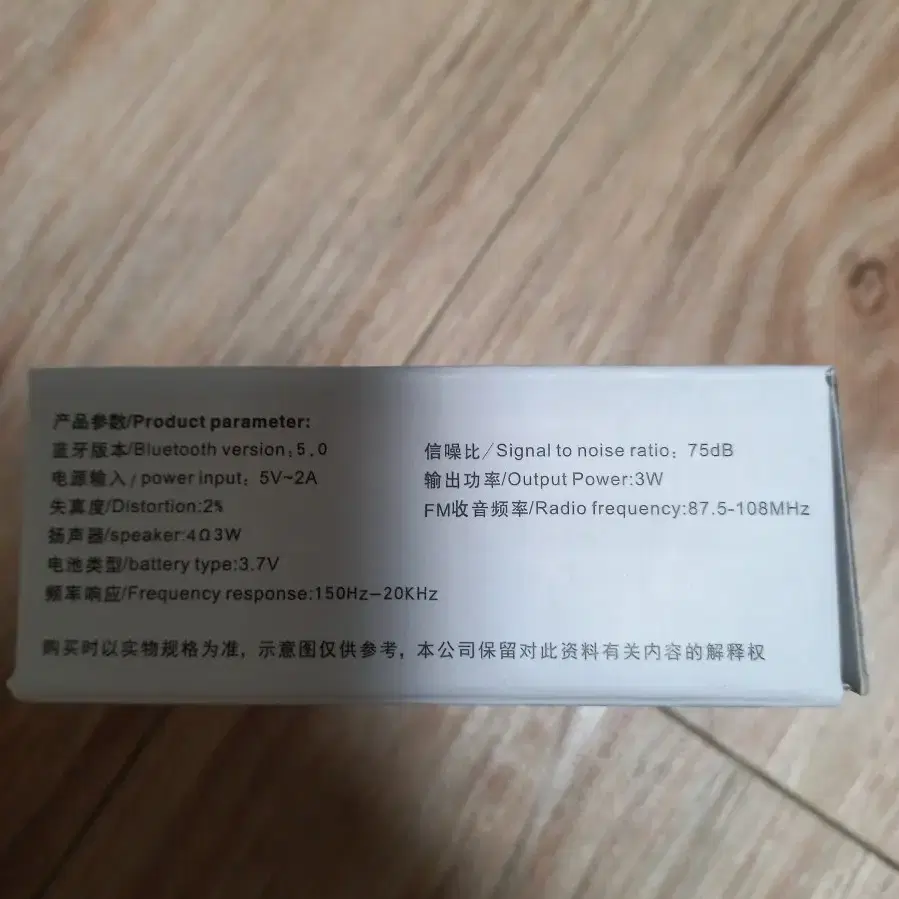 产品参数/Product parameter:
蓝牙版本/Bluetooth version:5.0
电源输入/power input: 5V~2A
失真度/Distortion:2%
扬声器/speaker:4Ω3W
电池类型/battery type:3.7V
频率响应/Frequency response:150Hz—20KHz
信噪比/Signal to noise ratio: 75dB
输出功率/Output Power:3W
FM收音频率/Radio frequency:87.5-108MHz
购买时以实物规格为准，示意图仅供参考，本公司保留对此资料有关内容的解释权